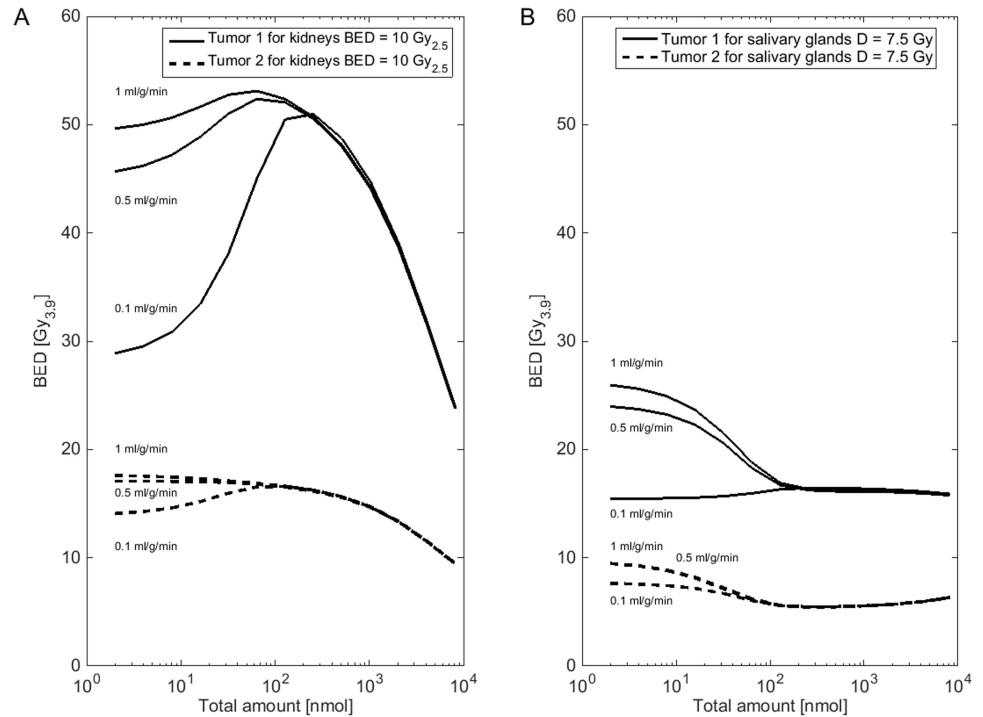 A
60
50
40
30
20
10
0
BED [Gy3.9]
Tumor 1 for kidneys BED = 10 Gy2.5
Tumor 2 for kidneys BED = 10 Gy2.5
1 ml/g/min
0.5 ml/g/min
0.1 ml/g/min
1 ml/g/min
0.5 ml/g/min
0.1 ml/g/min
10^0 10^1 10^2 10^3 10^4
Total amount [nmol]
B
60
50
40
30
20
10
0
BED [Gy3.9]
Tumor 1 for salivary glands D = 7.5 Gy
Tumor 2 for salivary glands D = 7.5 Gy
1 ml/g/min
0.5 ml/g/min
0.1 ml/g/min
1 ml/g/min
0.5 ml/g/min
0.1 ml/g/min
10^0 10^1 10^2 10^3 10^4
Total amount [nmol]